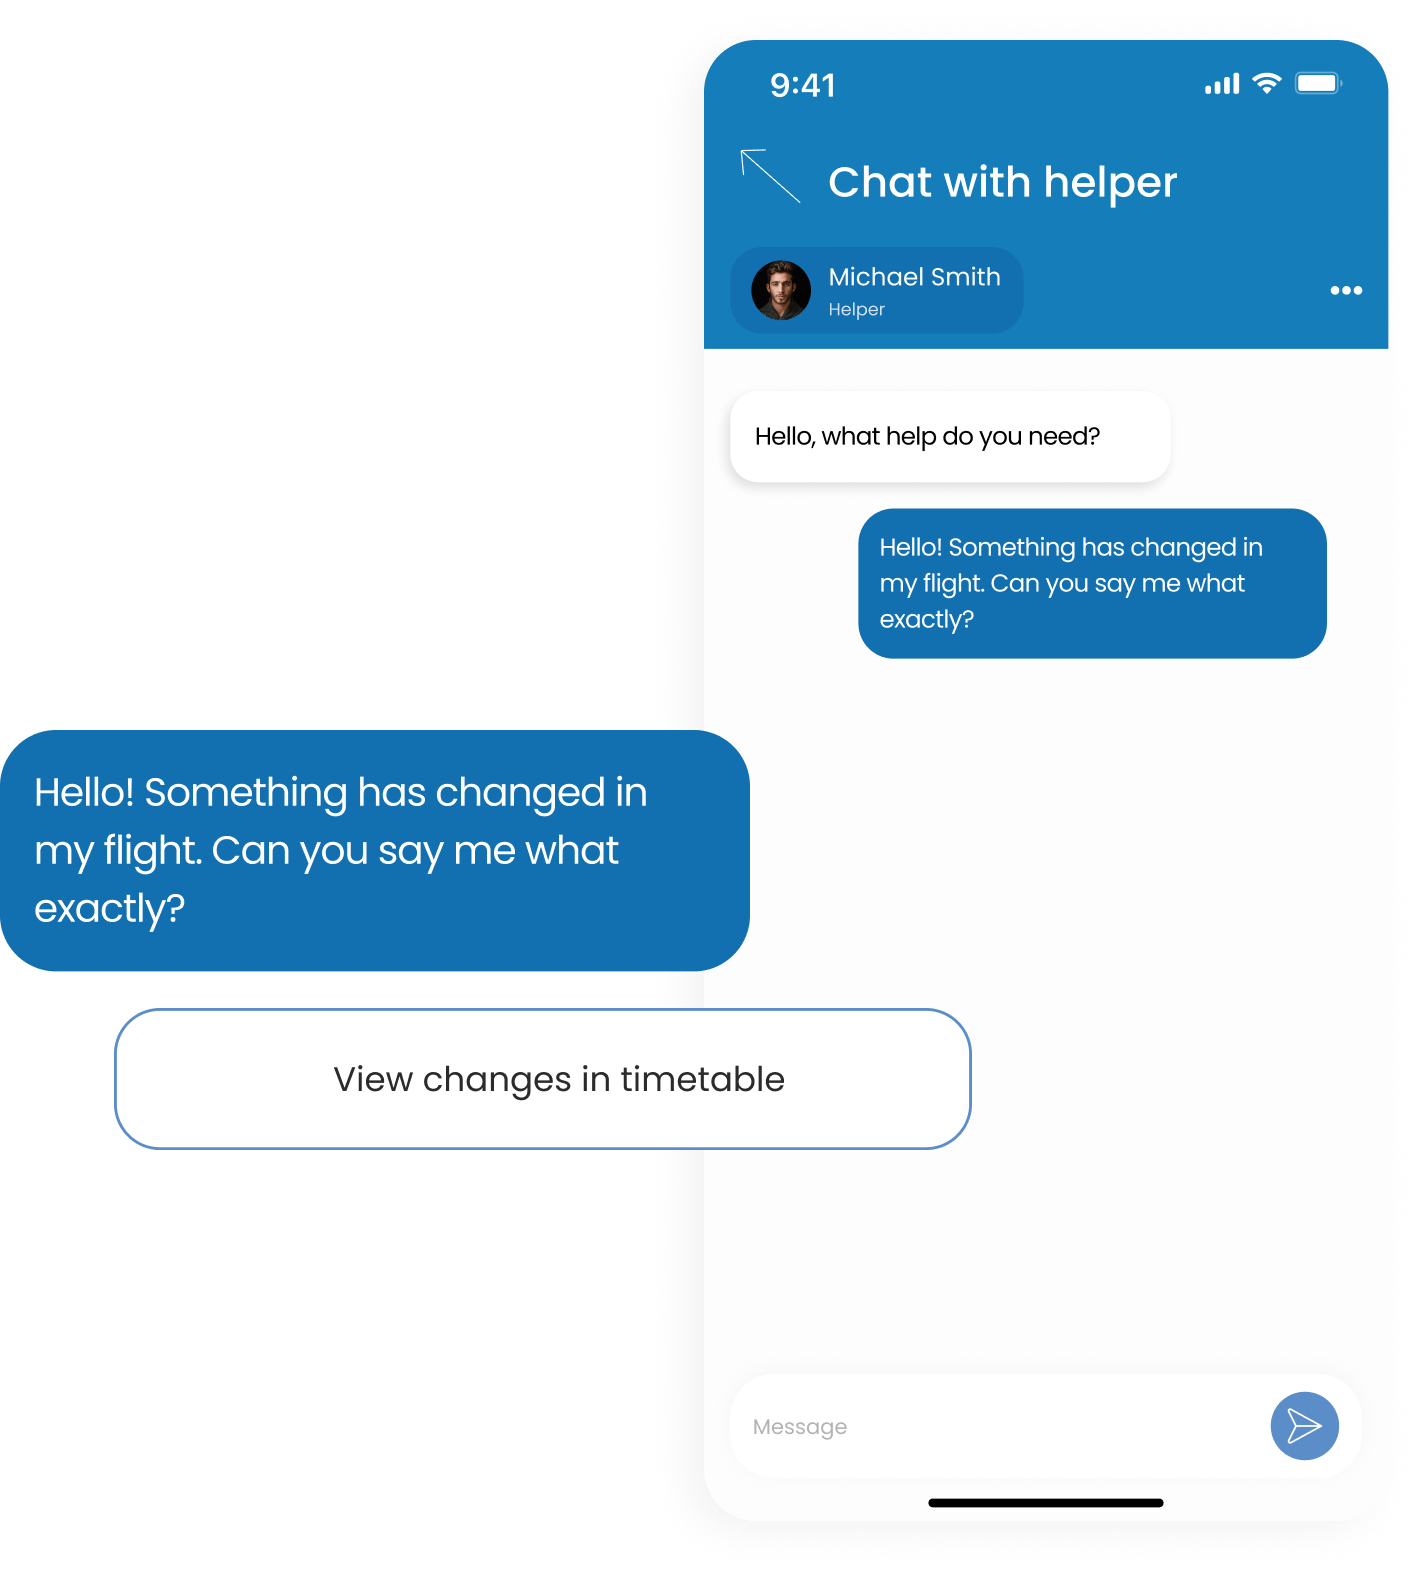 9:41
Chat with helper
Michael Smith
Helper
Hello, what help do you need?
Hello! Something has changed in
my flight. Can you say me what
exactly?
Hello! Something has changed in
my flight. Can you say me what
exactly?
View changes in timetable
Message